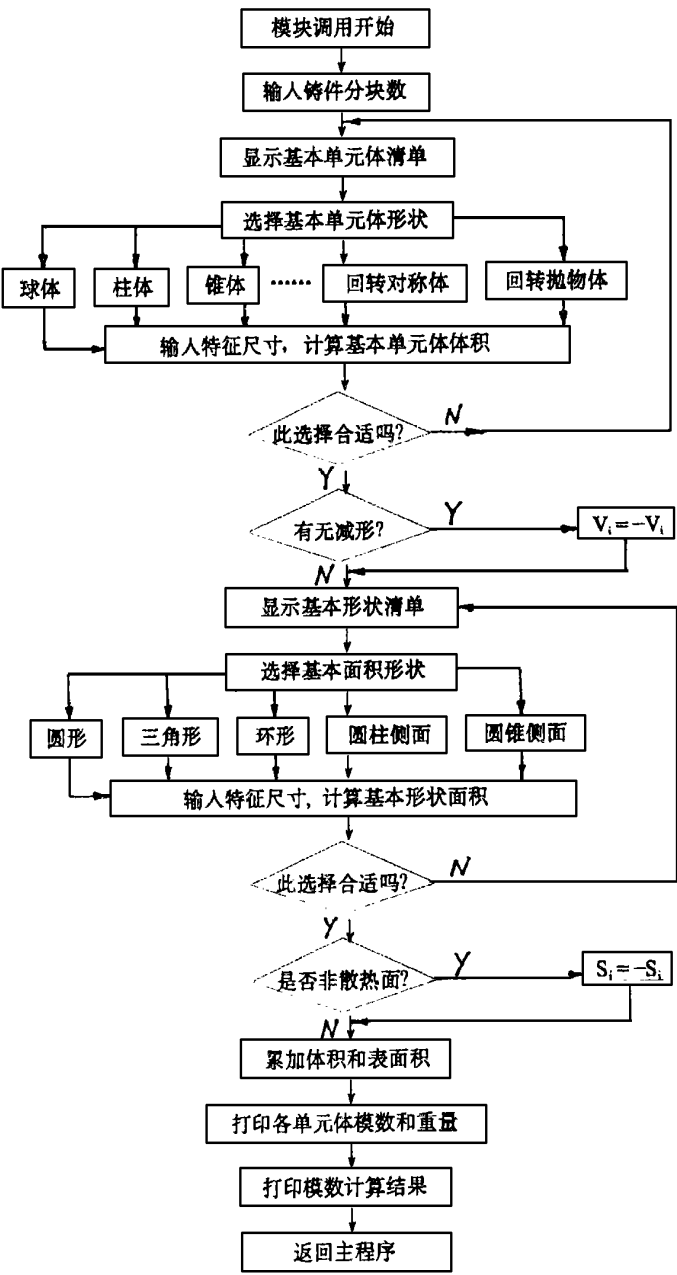 模块调用开始
输人铸件分块数
显示基本单元体清单
选择基本单元体形状
球体 柱体 锥体 …… 回转对称体 回转抛物体
输人特征尺寸，计算基本单元体体积
此选择合适吗？ N
Y
有无减形？ Y Vi=-Vi
N
显示基本形状清单
选择基本面积形状
圆形 三角形 环形 圆柱侧面 圆锥侧面
输人特征尺寸，计算基本形状面积
此选择合适吗？ N
Y
是否非散热面？ Y Si=-Si
N
累加体积和表面积
打印各单元体模数和重量
打印模数计算结果
返回主程序